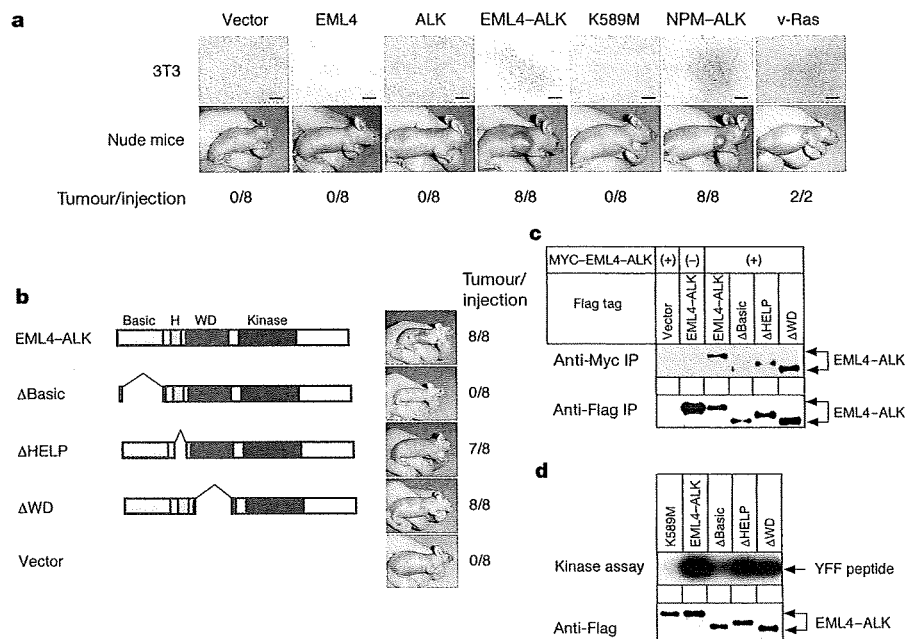 a
Vector EML4 ALK EML4–ALK K589M NPM–ALK v-Ras
3T3
Nude mice
Tumour/injection 0/8 0/8 0/8 8/8 0/8 8/8 2/2
b
Tumour/
injection
Basic H WD Kinase
EML4–ALK 8/8
ΔBasic 0/8
ΔHELP 7/8
ΔWD 8/8
Vector 0/8
c
MYC–EML4–ALK (+) (–) (+)
Flag tag Vector EML4–ALK EML4–ALK ΔBasic ΔHELP ΔWD
Anti-Myc IP EML4–ALK
Anti-Flag IP EML4–ALK
d
K589M EML4–ALK ΔBasic ΔHELP ΔWD
Kinase assay YFF peptide
Anti-Flag EML4–ALK